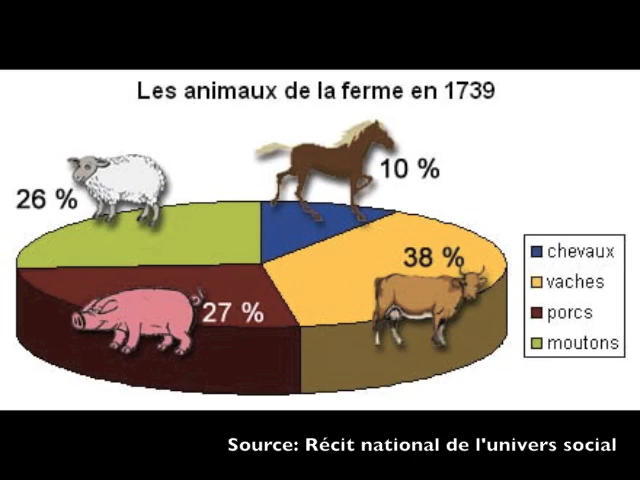 Les animaux de la ferme en 1739
10 %
26 %
38 %
27 %
chevaux
vaches
porcs
moutons
Source: Récit national de l'univers social